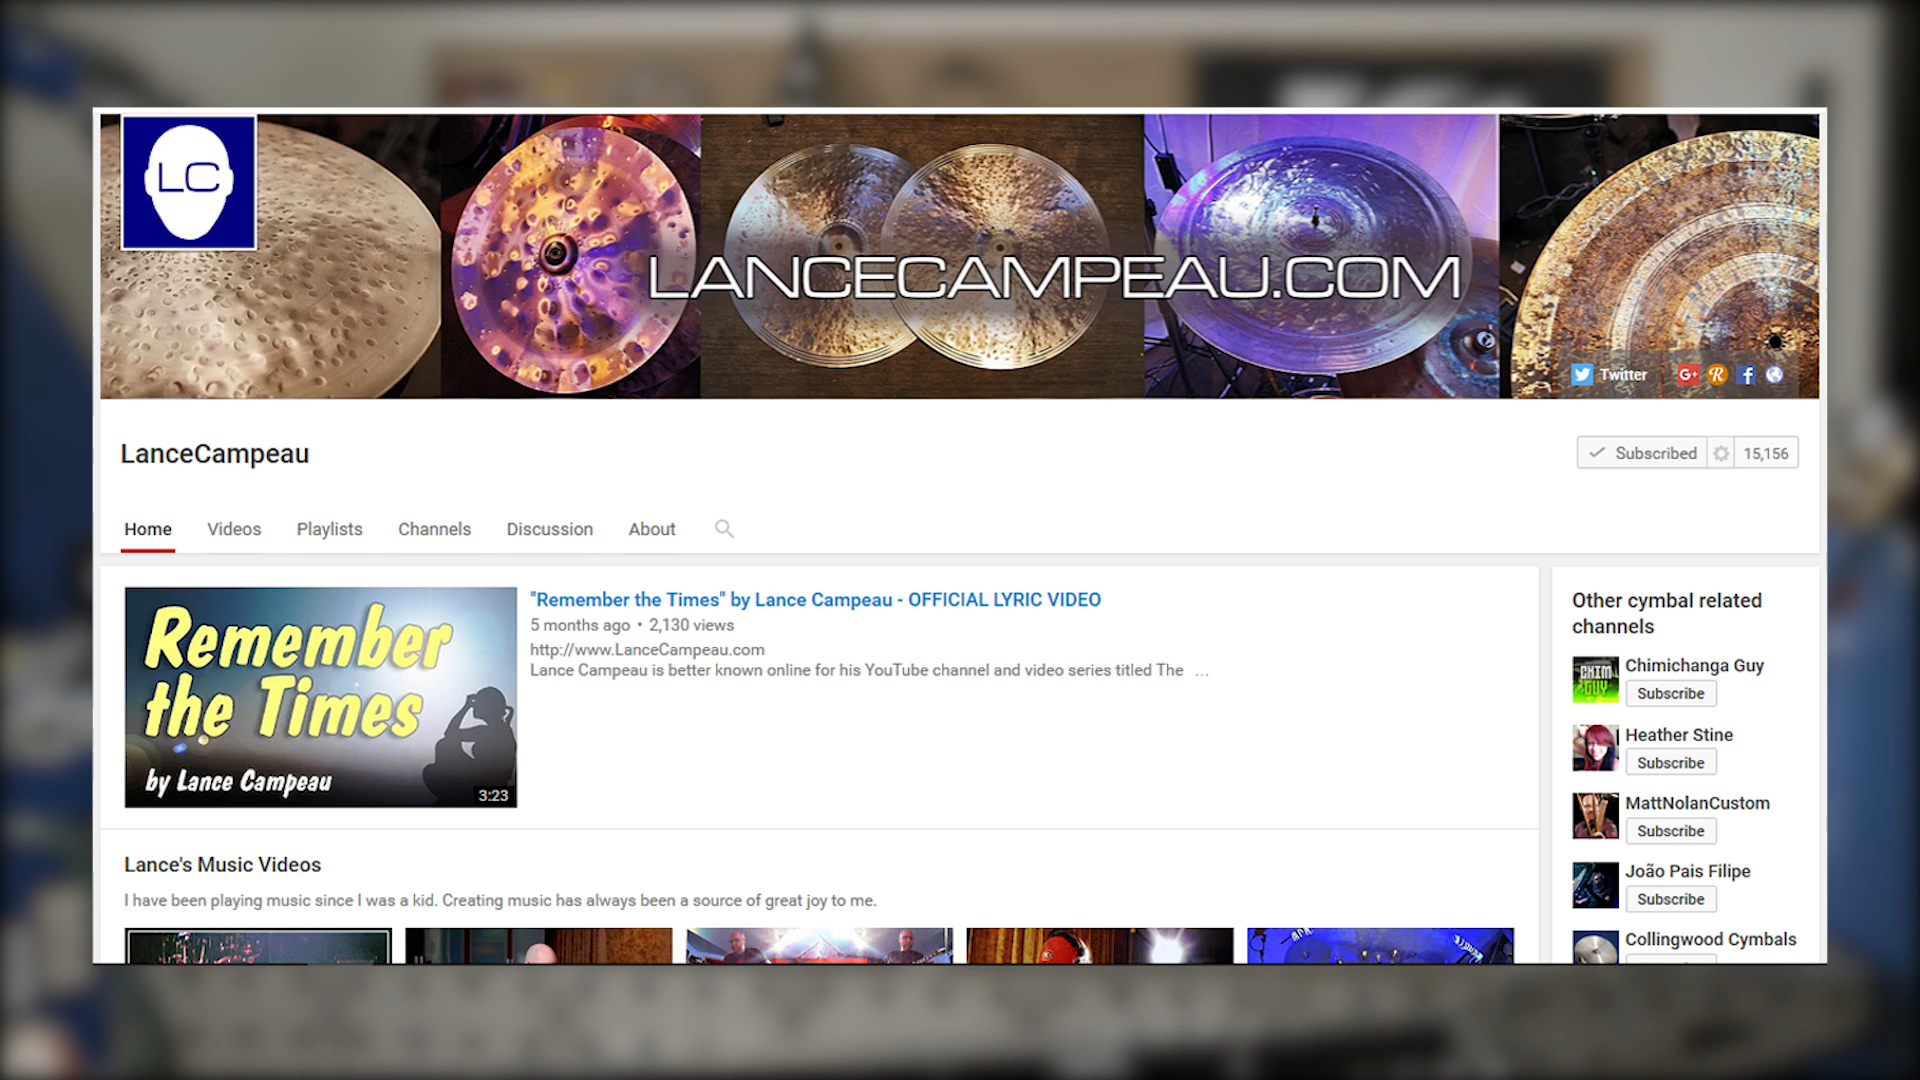 LC
LANCECAMPEAU.COM
Twitter
LanceCampeau
Subscribed 15,156
Home Videos Playlists Channels Discussion About
Remember
the Times
by Lance Campeau
3:23
"Remember the Times" by Lance Campeau - OFFICIAL LYRIC VIDEO
5 months ago • 2,130 views
http://www.LanceCampeau.com
Lance Campeau is better known online for his YouTube channel and video series titled The ...
Lance's Music Videos
I have been playing music since I was a kid. Creating music has always been a source of great joy to me.
Other cymbal related
channels
CHIM
GUY
Chimichanga Guy
Subscribe
Heather Stine
Subscribe
MattNolanCustom
Subscribe
João Pais Filipe
Subscribe
Collingwood Cymbals